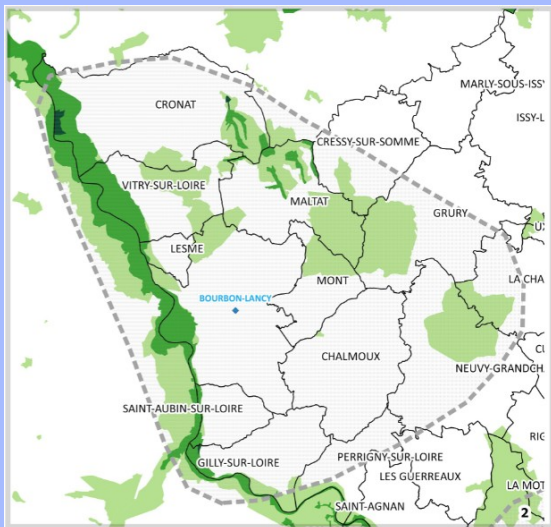 MARLY-SOUS-ISSY
CRONAT
ISSY-L
CRESSY-SUR-SOMME
VITRY-SUR-LOIRE
MALTAT
GRURY
LESME
MONT
LA CHA
BOURBON-LANCY
CHALMOUX
CU
NEUVY-GRANDCH
SAINT-AUBIN-SUR-LOIRE
RIG
PERRIGNY-SUR-LOIRE
GILLY-SUR-LOIRE
LES GUERREAUX
LA MOT
SAINT-AGNAN
2